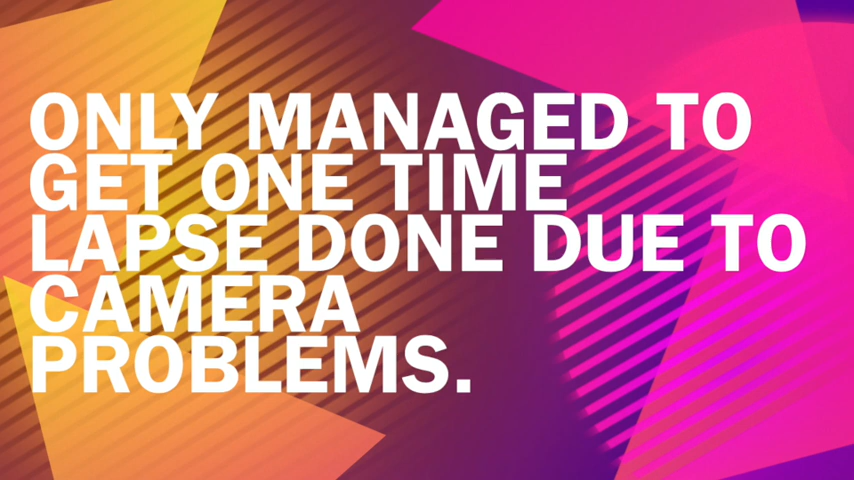 ONLY MANAGED TO
GET ONE TIME
LAPSE DONE DUE TO
CAMERA
PROBLEMS.